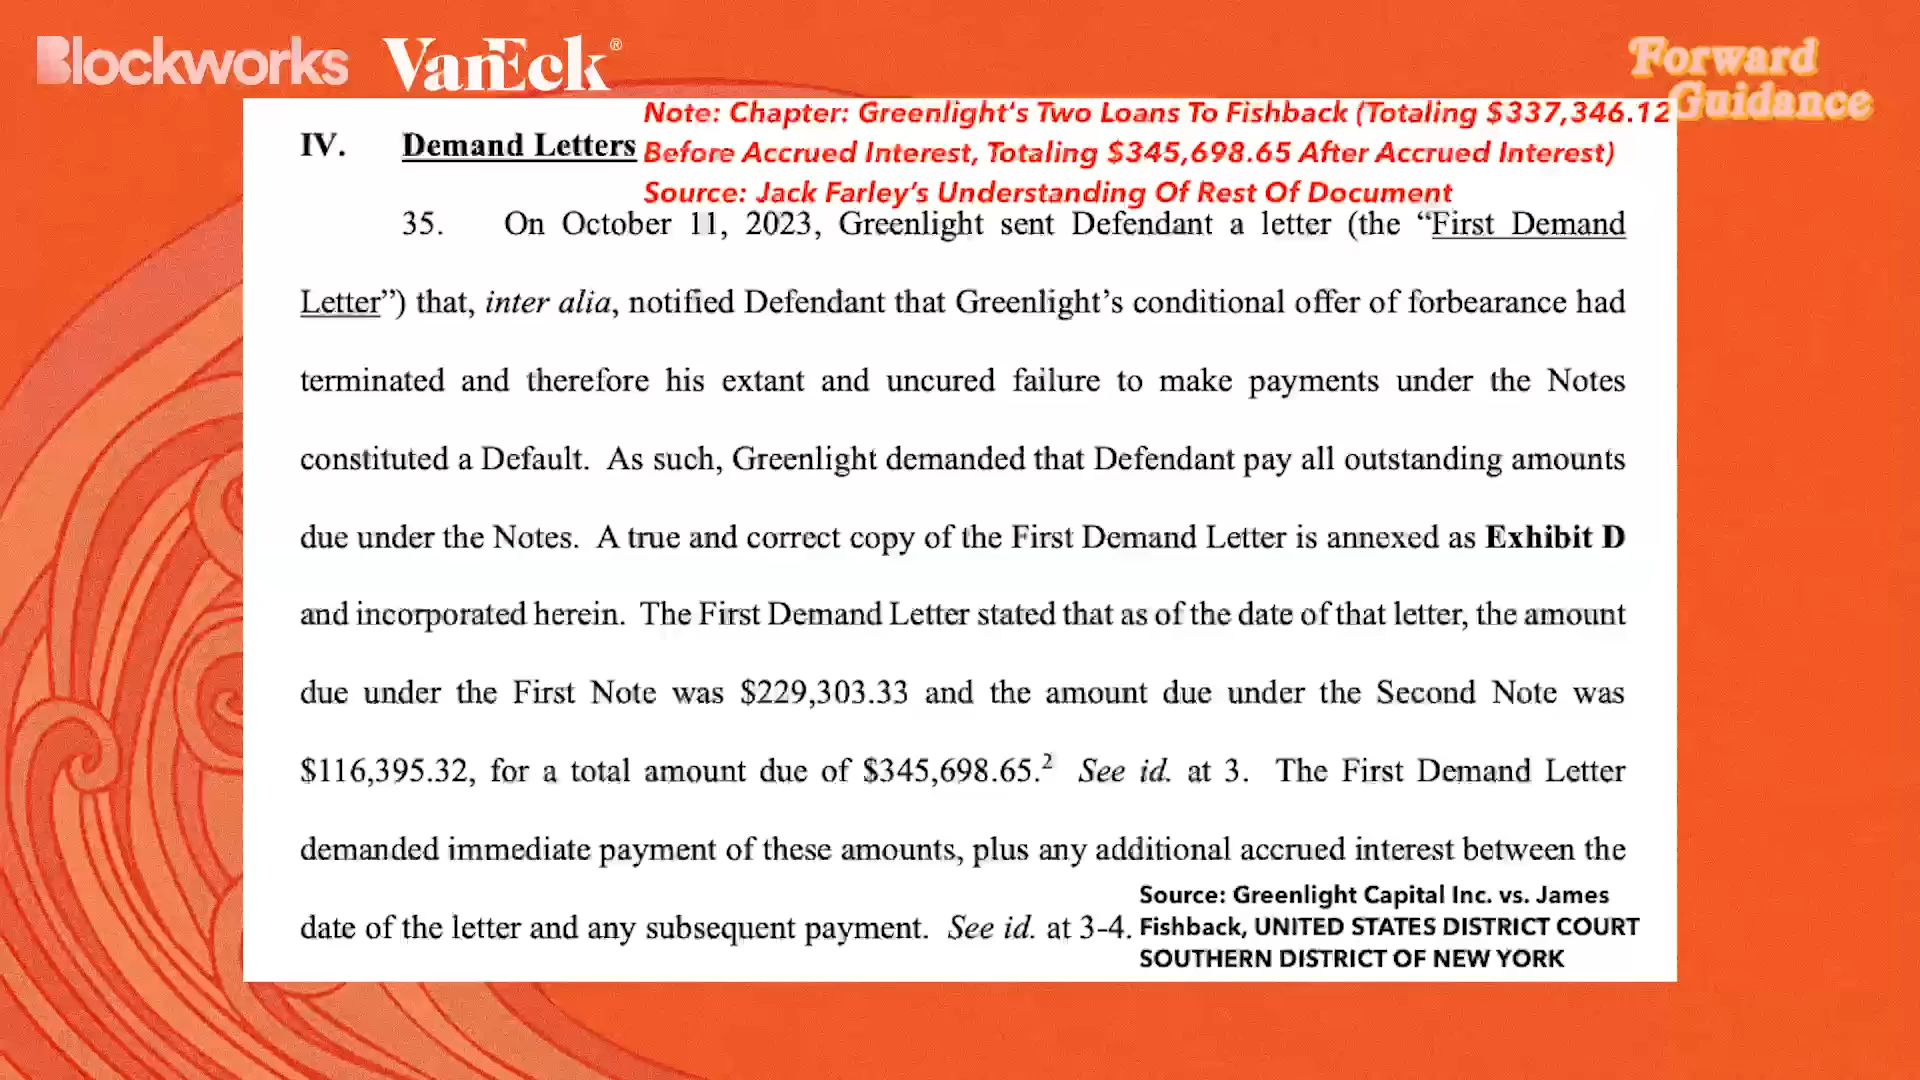 Blockworks VanEck®
Forward
Guidance
Note: Chapter: Greenlight's Two Loans To Fishback (Totaling $337,346.12
Before Accrued Interest, Totaling $345,698.65 After Accrued Interest)
Source: Jack Farley's Understanding Of Rest Of Document
IV. Demand Letters
35. On October 11, 2023, Greenlight sent Defendant a letter (the “First Demand
Letter”) that, inter alia, notified Defendant that Greenlight’s conditional offer of forbearance had
terminated and therefore his extant and uncured failure to make payments under the Notes
constituted a Default. As such, Greenlight demanded that Defendant pay all outstanding amounts
due under the Notes. A true and correct copy of the First Demand Letter is annexed as Exhibit D
and incorporated herein. The First Demand Letter stated that as of the date of that letter, the amount
due under the First Note was $229,303.33 and the amount due under the Second Note was
$116,395.32, for a total amount due of $345,698.65.² See id. at 3. The First Demand Letter
demanded immediate payment of these amounts, plus any additional accrued interest between the
date of the letter and any subsequent payment. See id. at 3-4.
Source: Greenlight Capital Inc. vs. James
Fishback, UNITED STATES DISTRICT COURT
SOUTHERN DISTRICT OF NEW YORK